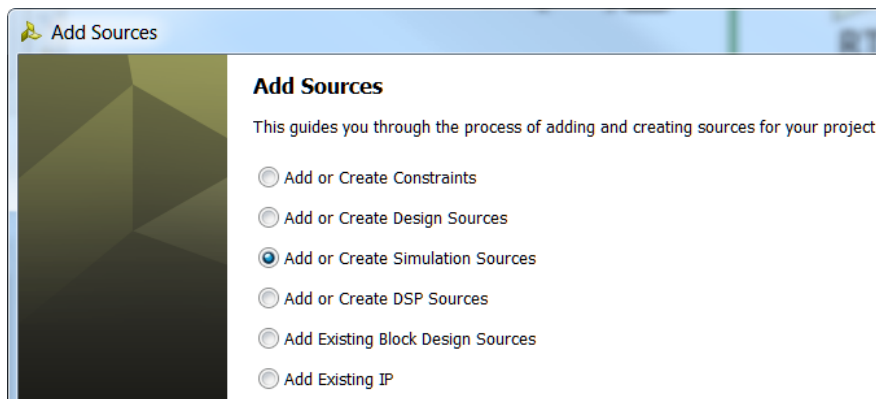 Add Sources
Add Sources
This guides you through the process of adding and creating sources for your project
Add or Create Constraints
Add or Create Design Sources
Add or Create Simulation Sources
Add or Create DSP Sources
Add Existing Block Design Sources
Add Existing IP